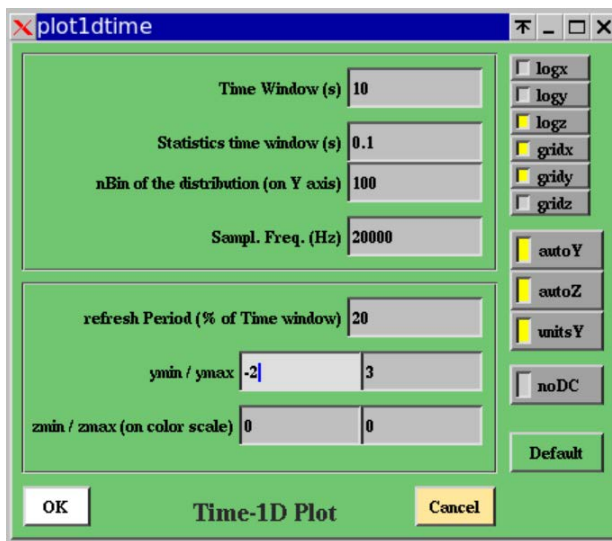 plot1dtime
Time Window (s) 10
Statistics time window (s) 0.1
nBin of the distribution (on Y axis) 100
Sampl. Freq. (Hz) 20000
refresh Period (% of Time window) 20
ymin / ymax -2 3
zmin / zmax (on color scale) 0 0
logx
logy
logz
gridx
gridy
gridz
autoY
autoZ
unitsY
noDC
Default
OK Time-1D Plot Cancel